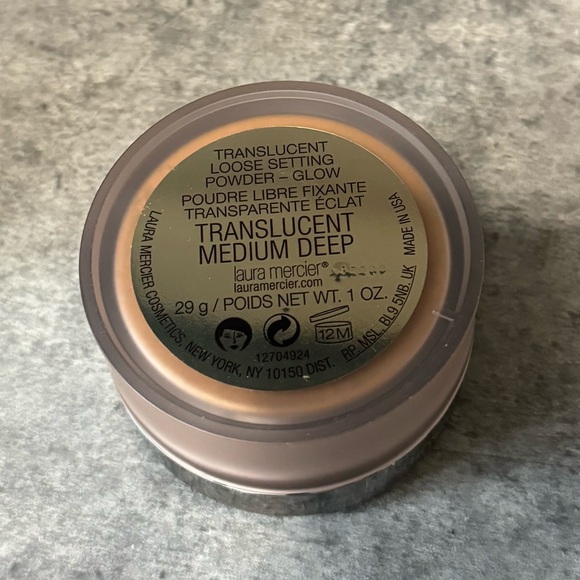 TRANSLUCENT
LOOSE SETTING
POWDER – GLOW
POUDRE LIBRE FIXANTE
TRANSPARENTE ÉCLAT
TRANSLUCENT
MEDIUM DEEP
laura mercier®
lauramercier.com
29 g / POIDS NET WT. 1 OZ.
12M
12704924
LAURA MERCIER COSMETICS, NEW YORK, NY 10150 DIST. RP. MSL, BL9 5NB. UK MADE IN USA